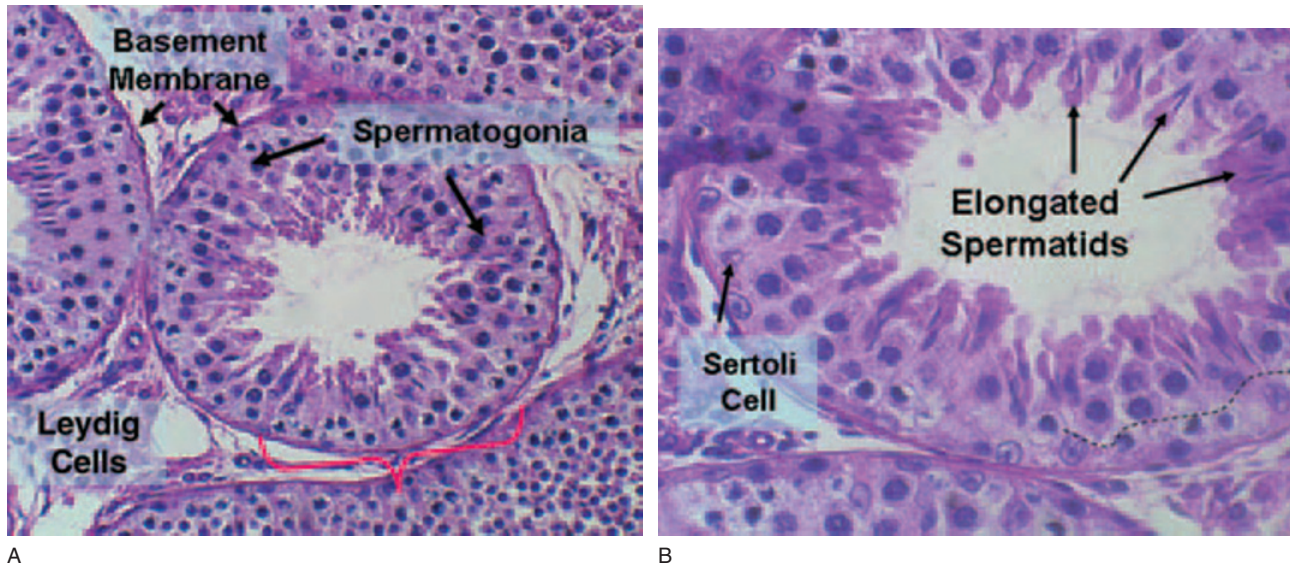 Basement
Membrane
Spermatogonia
Leydig
Cells
A
Elongated
Spermatids
Sertoli
Cell
B